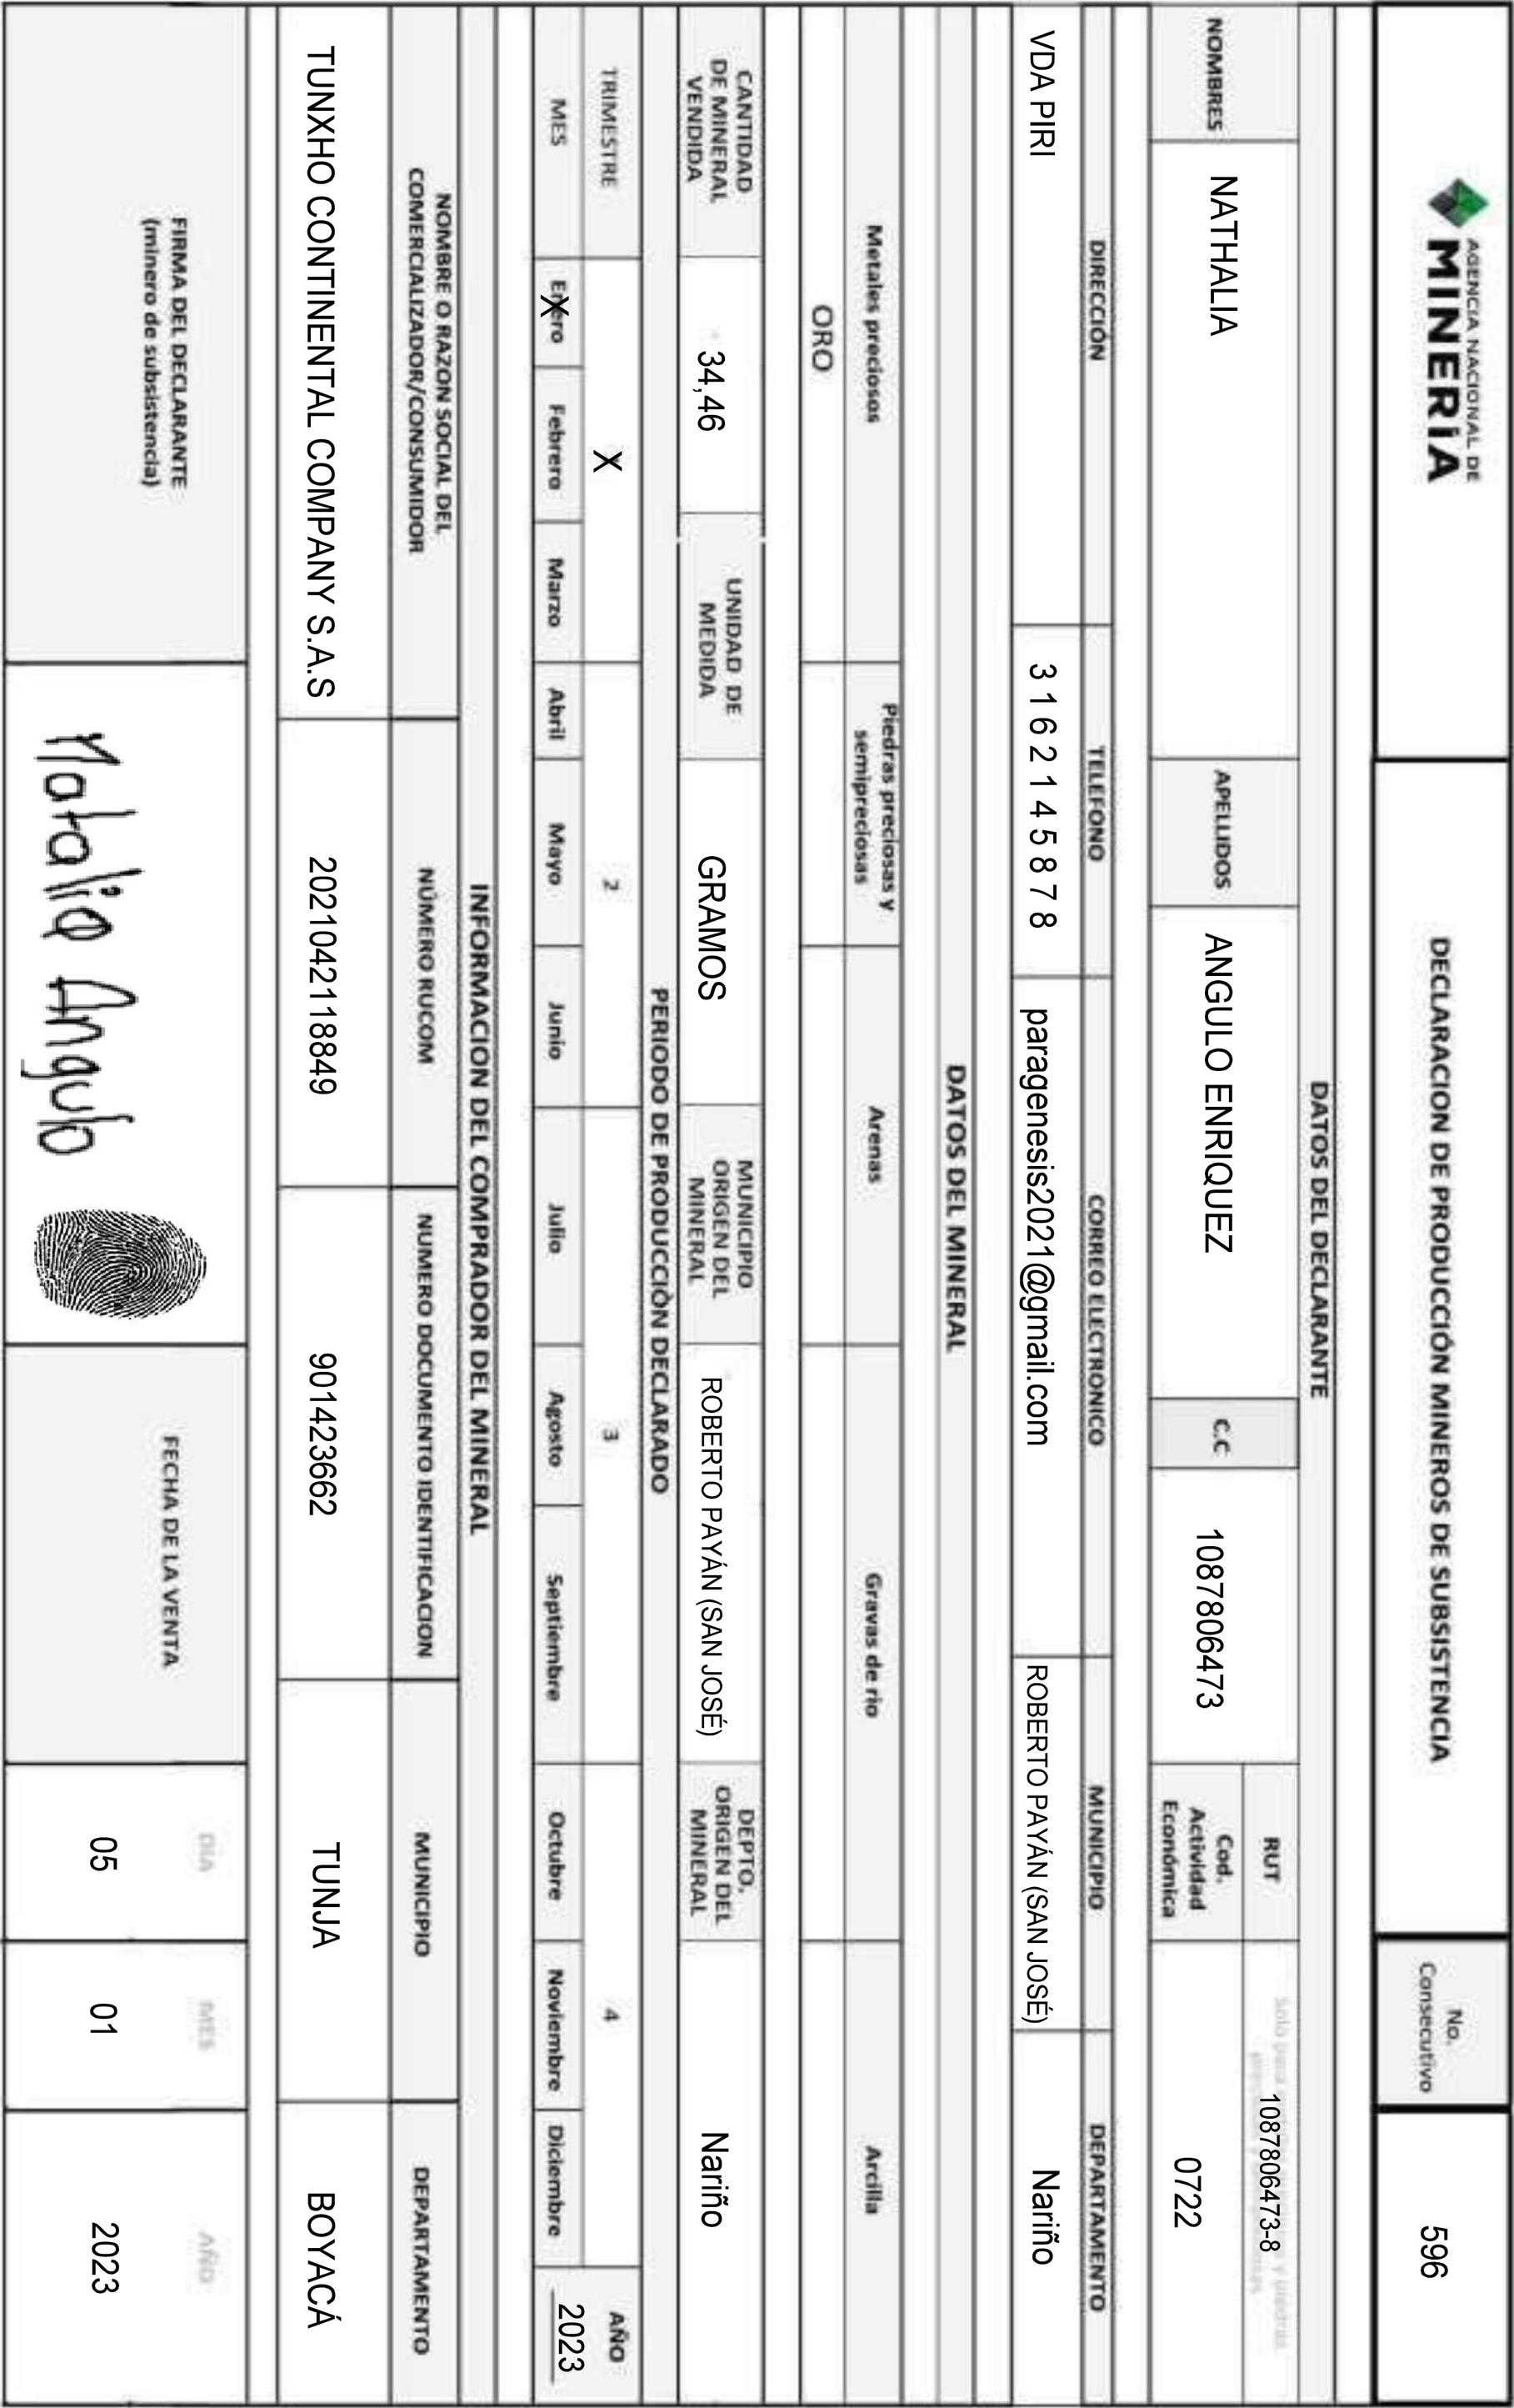 AGENCIA NACIONAL DE
MINERÍA
DECLARACION DE PRODUCCIÓN MINEROS DE SUBSISTENCIA
No.
Consecutivo
596
DATOS DEL DECLARANTE
NOMBRES
NATHALIA
APELLIDOS
ANGULO ENRIQUEZ
C.C
1087806473
RUT
Solo para
y piedras
1087806473-8
Cod.
Actividad
Económica
0722
DIRECCIÓN
TELEFONO
CORREO ELECTRONICO
MUNICIPIO
DEPARTAMENTO
VDA PIRI
3 1 6 2 1 4 5 8 7 8
paragenesis2021@gmail.com
ROBERTO PAYÁN (SAN JOSÉ)
Nariño
DATOS DEL MINERAL
Metales preciosos
Piedras preciosas y
semipreciosas
Arenas
Gravas de rio
Arcilla
ORO
CANTIDAD
DE MINERAL
VENDIDA
34,46
UNIDAD DE
MEDIDA
GRAMOS
MUNICIPIO
ORIGEN DEL
MINERAL
ROBERTO PAYÁN (SAN JOSÉ)
DEPTO.
ORIGEN DEL
MINERAL
Nariño
PERIODO DE PRODUCCIÓN DECLARADO
TRIMESTRE
X
2
3
4
AÑO
MES
Enero
X
Febrero
Marzo
Abril
Mayo
Junio
Julio
Agosto
Septiembre
Octubre
Noviembre
Diciembre
2023
INFORMACIÓN DEL COMPRADOR DEL MINERAL
NOMBRE O RAZON SOCIAL DEL
COMERCIALIZADOR/CONSUMIDOR
NÚMERO RUCOM
NUMERO DOCUMENTO IDENTIFICACION
MUNICIPIO
DEPARTAMENTO
TUNXHO CONTINENTAL COMPANY S.A.S
2021042118849
901423662
TUNJA
BOYACÁ
FIRMA DEL DECLARANTE
(minero de subsistencia)
Natalia Angulo
FECHA DE LA VENTA
DIA
MES
AÑO
05
01
2023